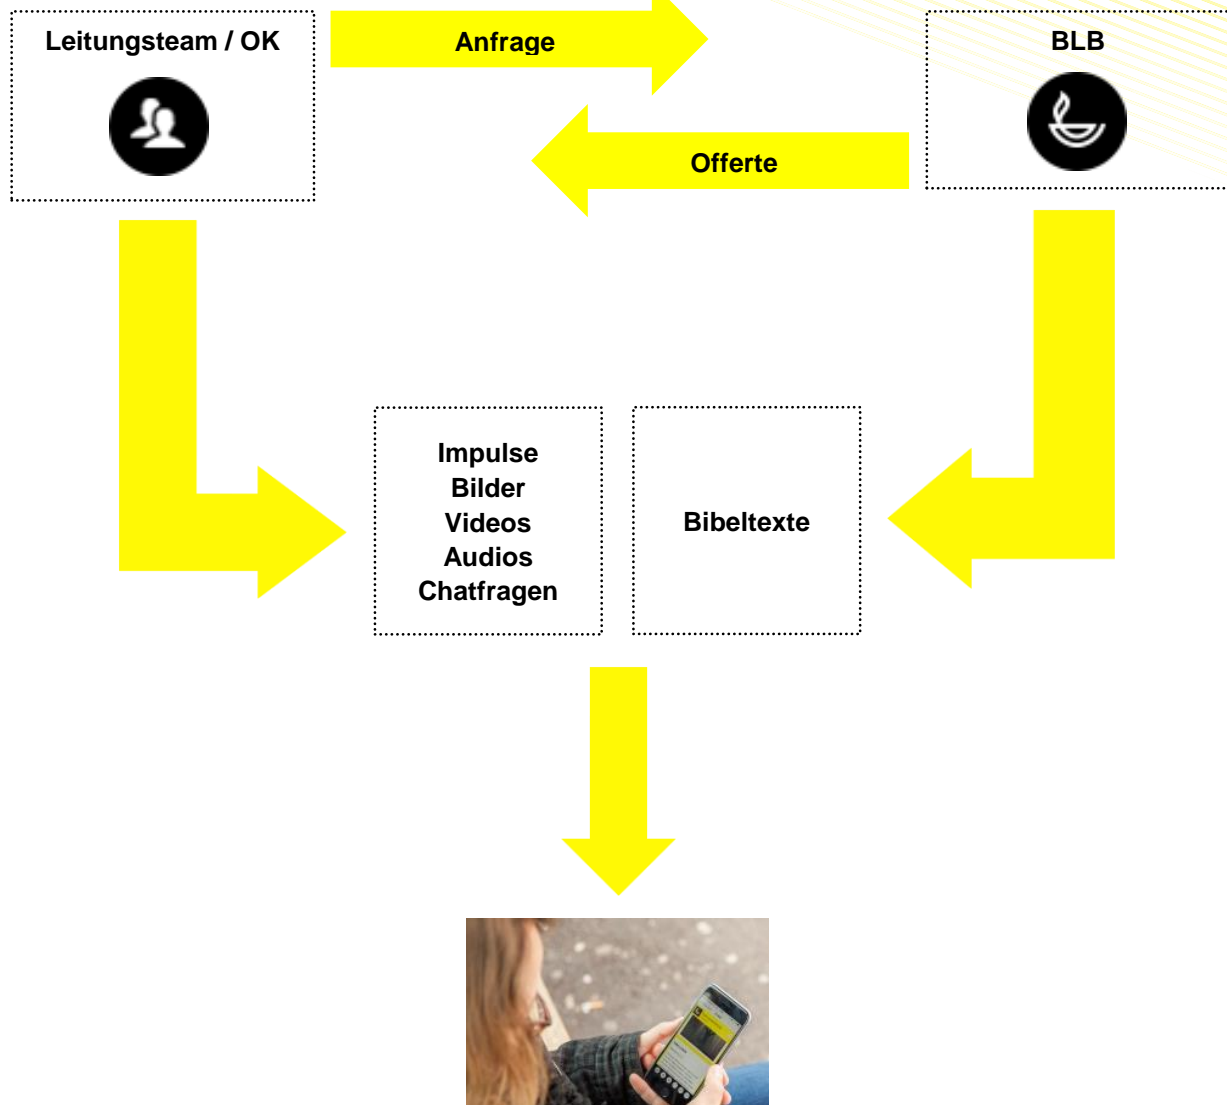 Leitungsteam / OK
Anfrage
BLB
Offerte
Impulse
Bilder
Videos
Audios
Chatfragen
Bibeltexte